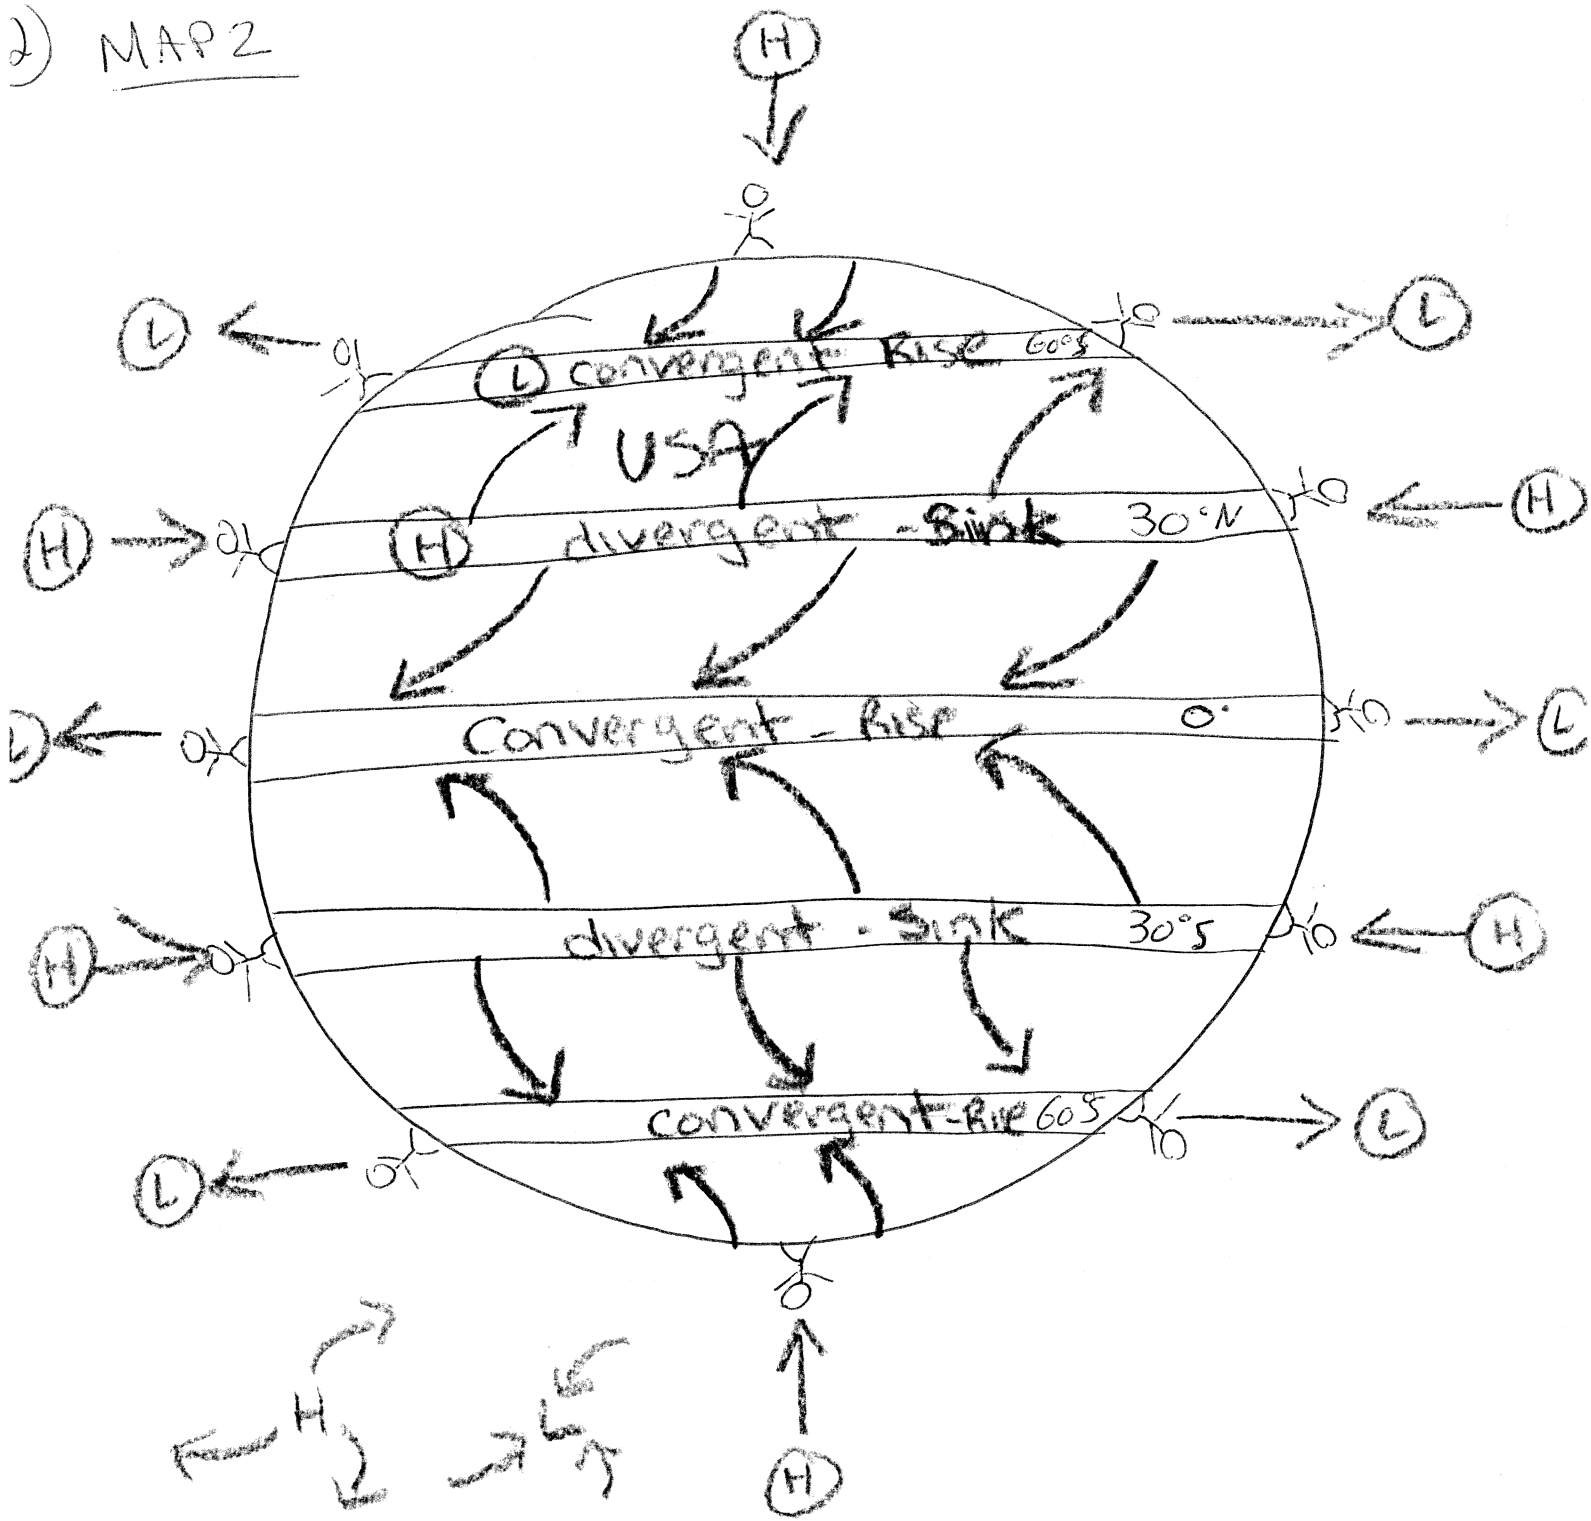 2) MAP 2
H
L L
L convergent Rise 60°S
USA
H H
H divergent - Sink 30°N
L Convergent - Rise 0° L
H divergent - Sink 30°S H
convergent-Rise 60°S L
L
H L
H